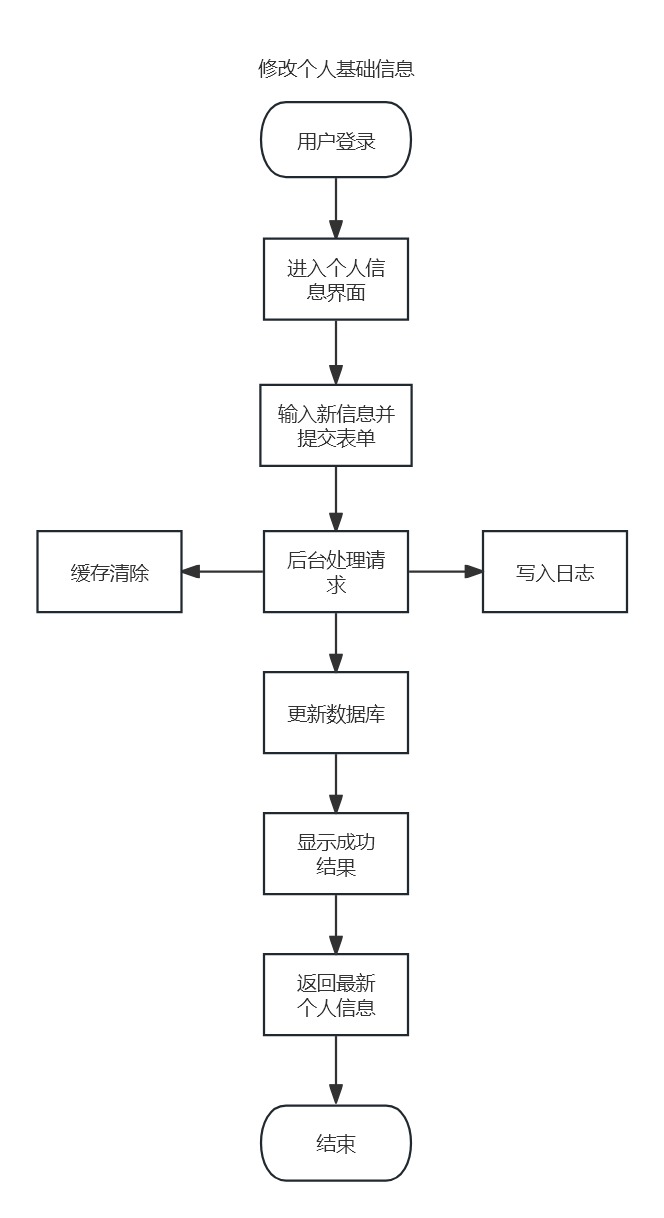 修改个人基础信息
用户登录
进入个人信
息界面
输入新信息并
提交表单
缓存清除
后台处理请
求
写入日志
更新数据库
显示成功
结果
返回最新
个人信息
结束